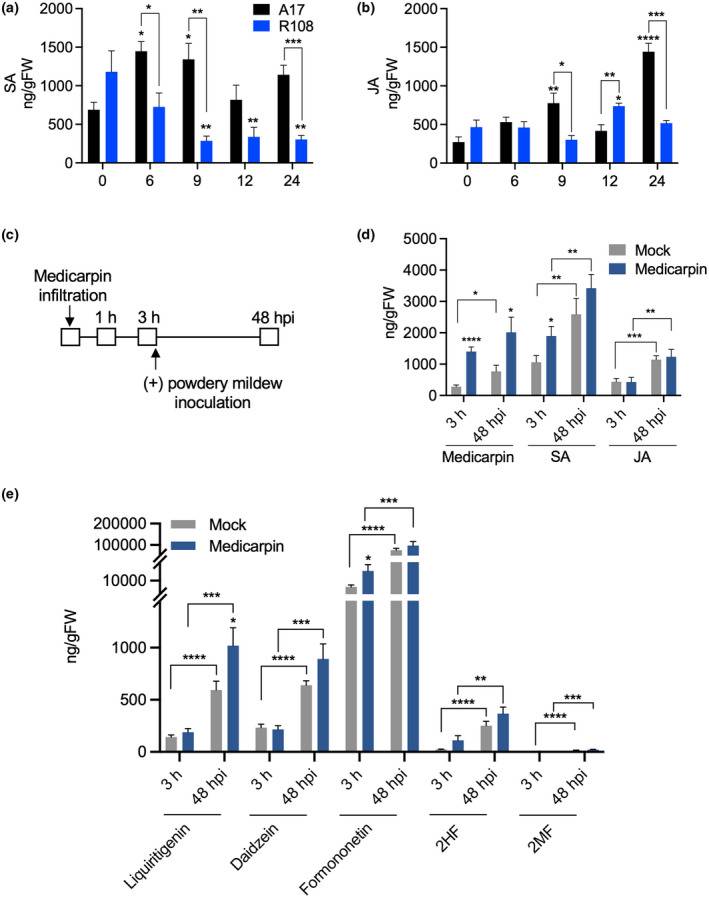 (a)
A17
R108
SA
ng/gFW
2000
1500
1000
500
0
*
*
*
**
**
**
***
**
0 6 9 12 24
(b)
JA
ng/gFW
2000
1500
1000
500
0
**
*
**
*
***
****
0 6 9 12 24
(c)
Medicarpin
infiltration
1 h
3 h
48 hpi
(+) powdery mildew
inoculation
(d)
Mock
Medicarpin
ng/gFW
5000
4000
3000
2000
1000
0
*
****
*
**
**
*
**
***
3 h
48 hpi
3 h
48 hpi
3 h
48 hpi
Medicarpin
SA
JA
(e)
Mock
Medicarpin
ng/gFW
200000
100000
10000
1000
500
0
***
****
*
***
****
***
****
*
**
****
***
****
3 h
48 hpi
3 h
48 hpi
3 h
48 hpi
3 h
48 hpi
3 h
48 hpi
Liquiritigenin
Daidzein
Formononetin
2HF
2MF